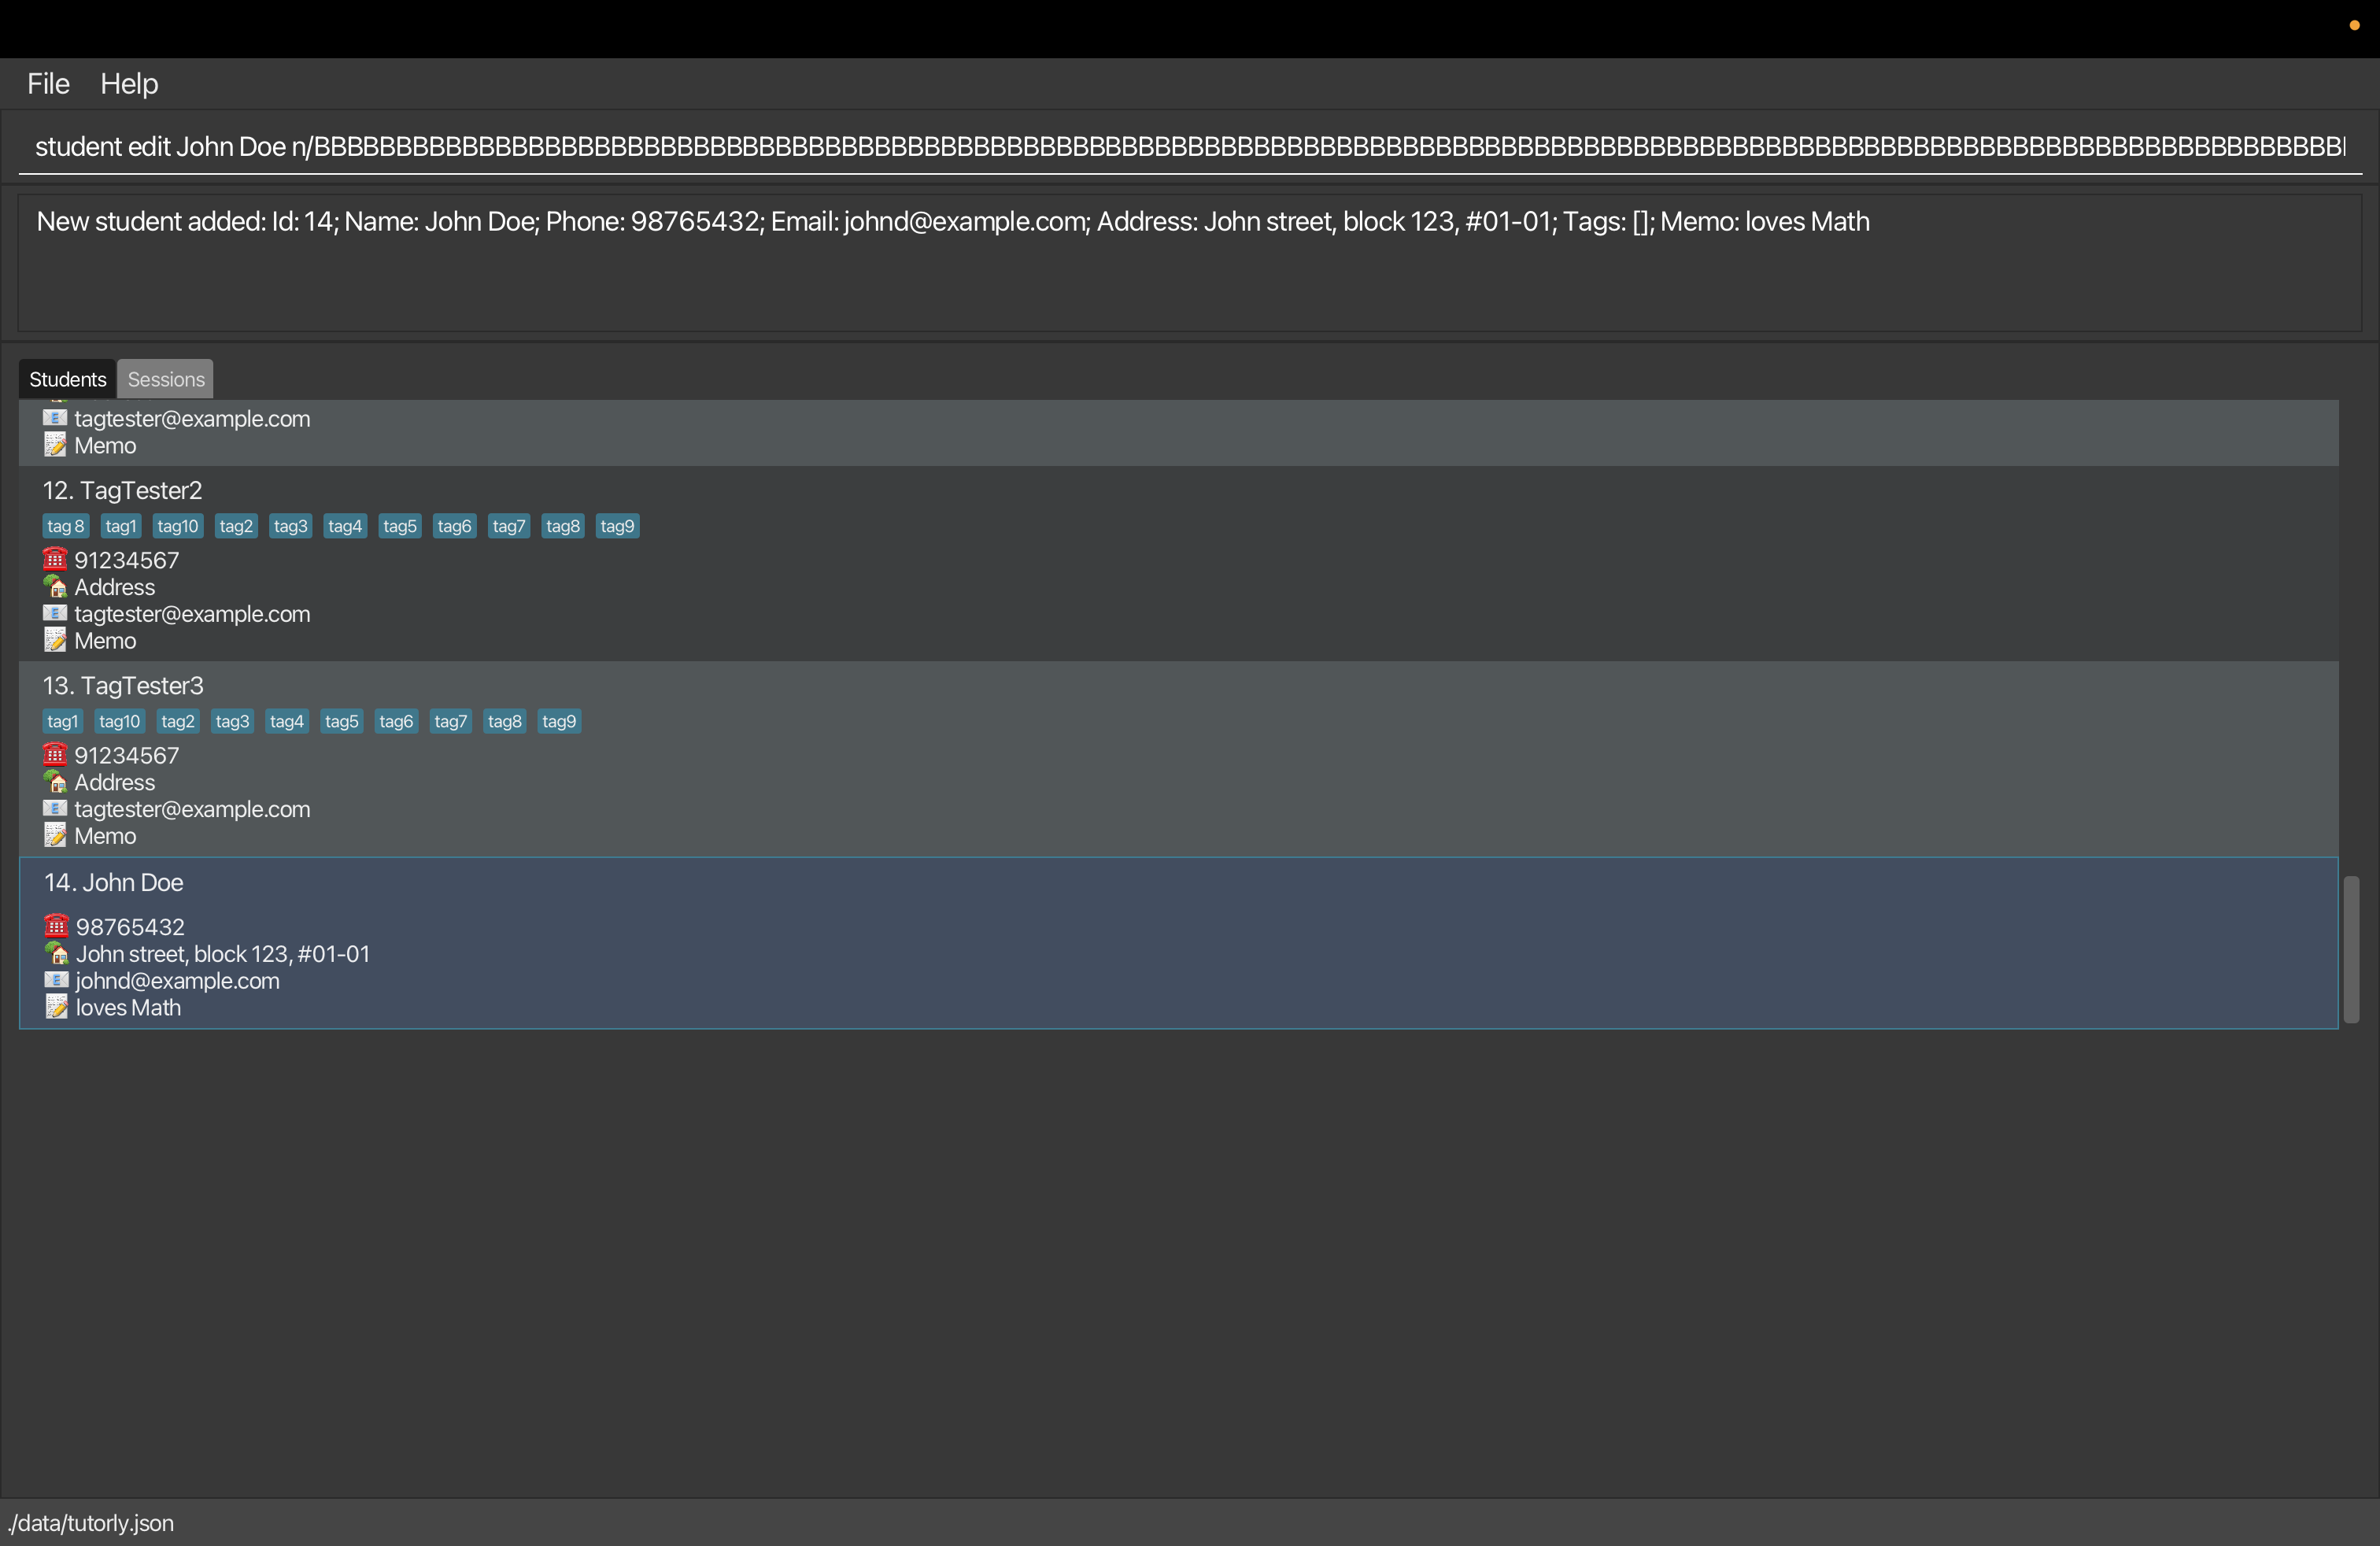 File Help
student edit John Doe n/BBBBBBBBBBBBBBBBBBBBBBBBBBBBBBBBBBBBBBBBBBBBBBBBBBBBBBBBBBBBBBBBBBBBBBBBBBBBBBBBBBBBBBBBBBBBBBBBBBBBBBBBBBBBBBBBBBBBBBBBBBB
New student added: Id: 14; Name: John Doe; Phone: 98765432; Email: johnd@example.com; Address: John street, block 123, #01-01; Tags: []; Memo: loves Math
Students Sessions
tagtester@example.com
Memo
12. TagTester2
tag 8 tag1 tag10 tag2 tag3 tag4 tag5 tag6 tag7 tag8 tag9
91234567
Address
tagtester@example.com
Memo
13. TagTester3
tag1 tag10 tag2 tag3 tag4 tag5 tag6 tag7 tag8 tag9
91234567
Address
tagtester@example.com
Memo
14. John Doe
98765432
John street, block 123, #01-01
johnd@example.com
loves Math
./data/tutorly.json